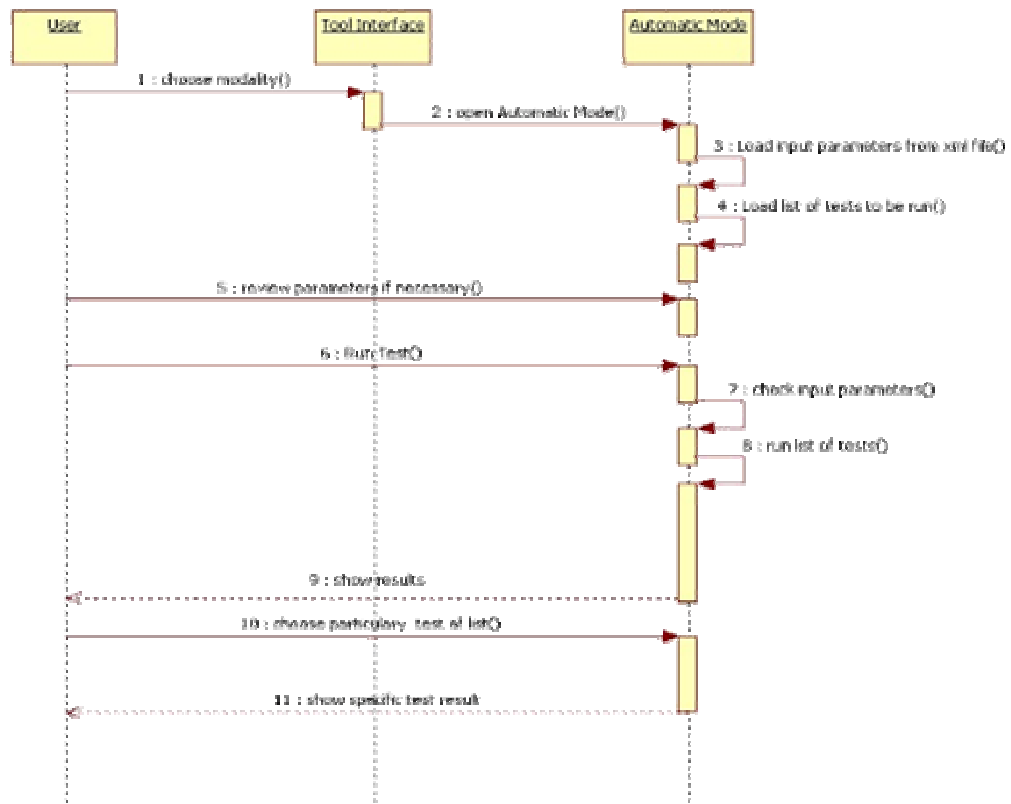 User
Tool Interface
Automatic Mode
1 : choose modality()
2 : open Automatic Mode()
3 : Load input parameters from xml file()
4 : Load list of tests to be run()
5 : review parameters if necessary()
6 : Run Test()
7 : check input parameters()
8 : run list of tests()
9 : show results
10 : choose particulary test of list()
11 : show specific test result